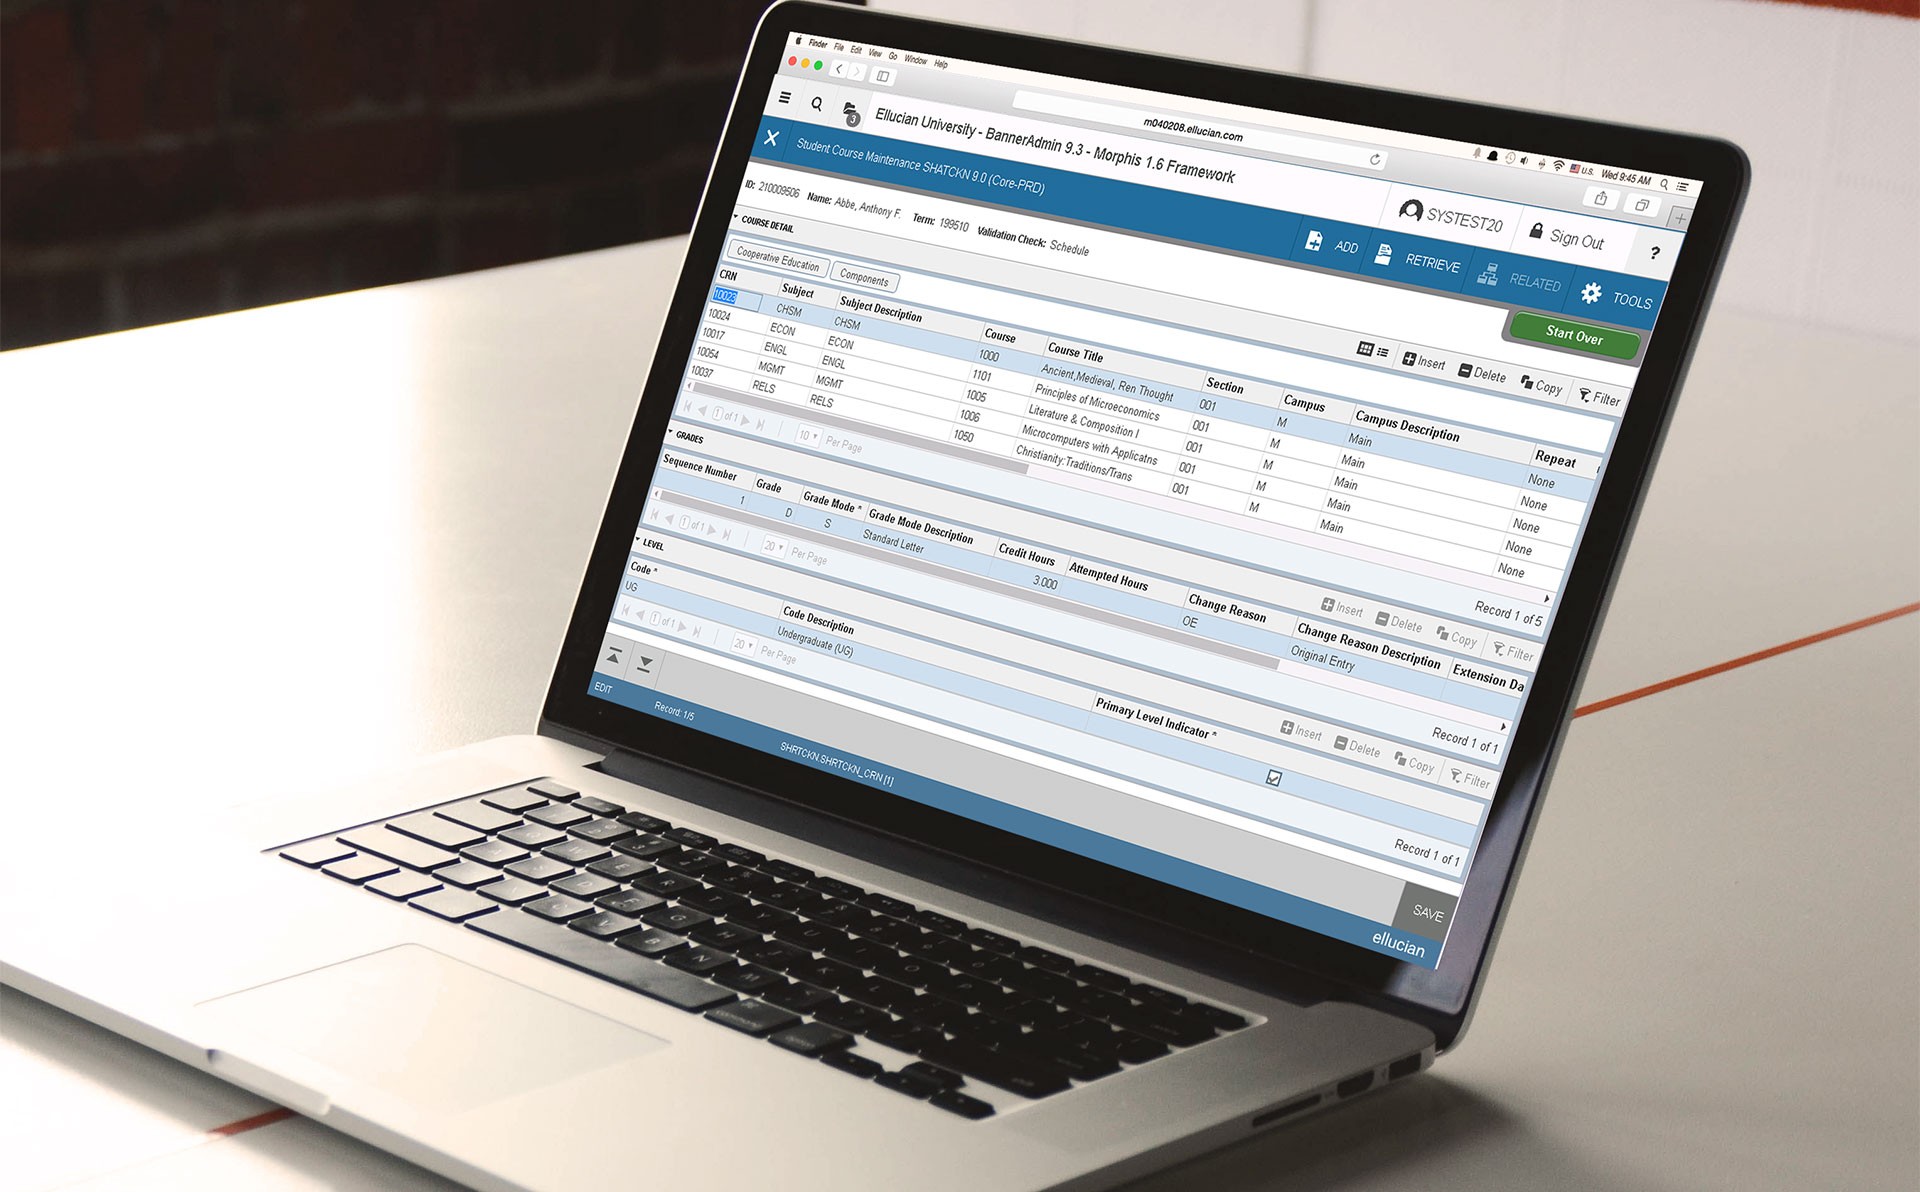 Finder File Edit View Go Window Help
U.S. Wed 9:45 AM
m040208.ellucian.com
3 Ellucian University - BannerAdmin 9.3 - Morphis 1.6 Framework
SYSTEST20 Sign Out ?
X Student Course Maintenance SHATCKN 9.0 (Core-PRD)
ADD RETRIEVE RELATED TOOLS
ID: 210009506 Name: Abbe, Anthony F. Term: 199510 Validation Check: Schedule
Start Over
COURSE DETAIL
Insert Delete Copy Filter
Cooperative Education Components
CRN Subject Subject Description Course Course Title Section Campus Campus Description Repeat
10023 CHSM CHSM 1000 Ancient,Medieval, Ren Thought 001 M Main None
10024 ECON ECON 1101 Principles of Microeconomics 001 M Main None
10017 ENGL ENGL 1005 Literature & Composition I 001 M Main None
10054 MGMT MGMT 1006 Microcomputers with Applicatns 001 M Main None
10037 RELS RELS 1050 Christianity:Traditions/Trans 001 M Main None
1 of 1 10 Per Page Record 1 of 5
GRADES
Insert Delete Copy Filter
Sequence Number Grade Grade Mode * Grade Mode Description Credit Hours Attempted Hours Change Reason Change Reason Description Extension Da
1 D S Standard Letter 3.000 OE Original Entry
1 of 1 20 Per Page Record 1 of 1
LEVEL
Insert Delete Copy Filter
Code * Code Description Primary Level Indicator *
UG Undergraduate (UG)
1 of 1 20 Per Page Record 1 of 1
SAVE
EDIT Record: 1/5 SHRTCKN.SHRTCKN_CRN [1] ellucian